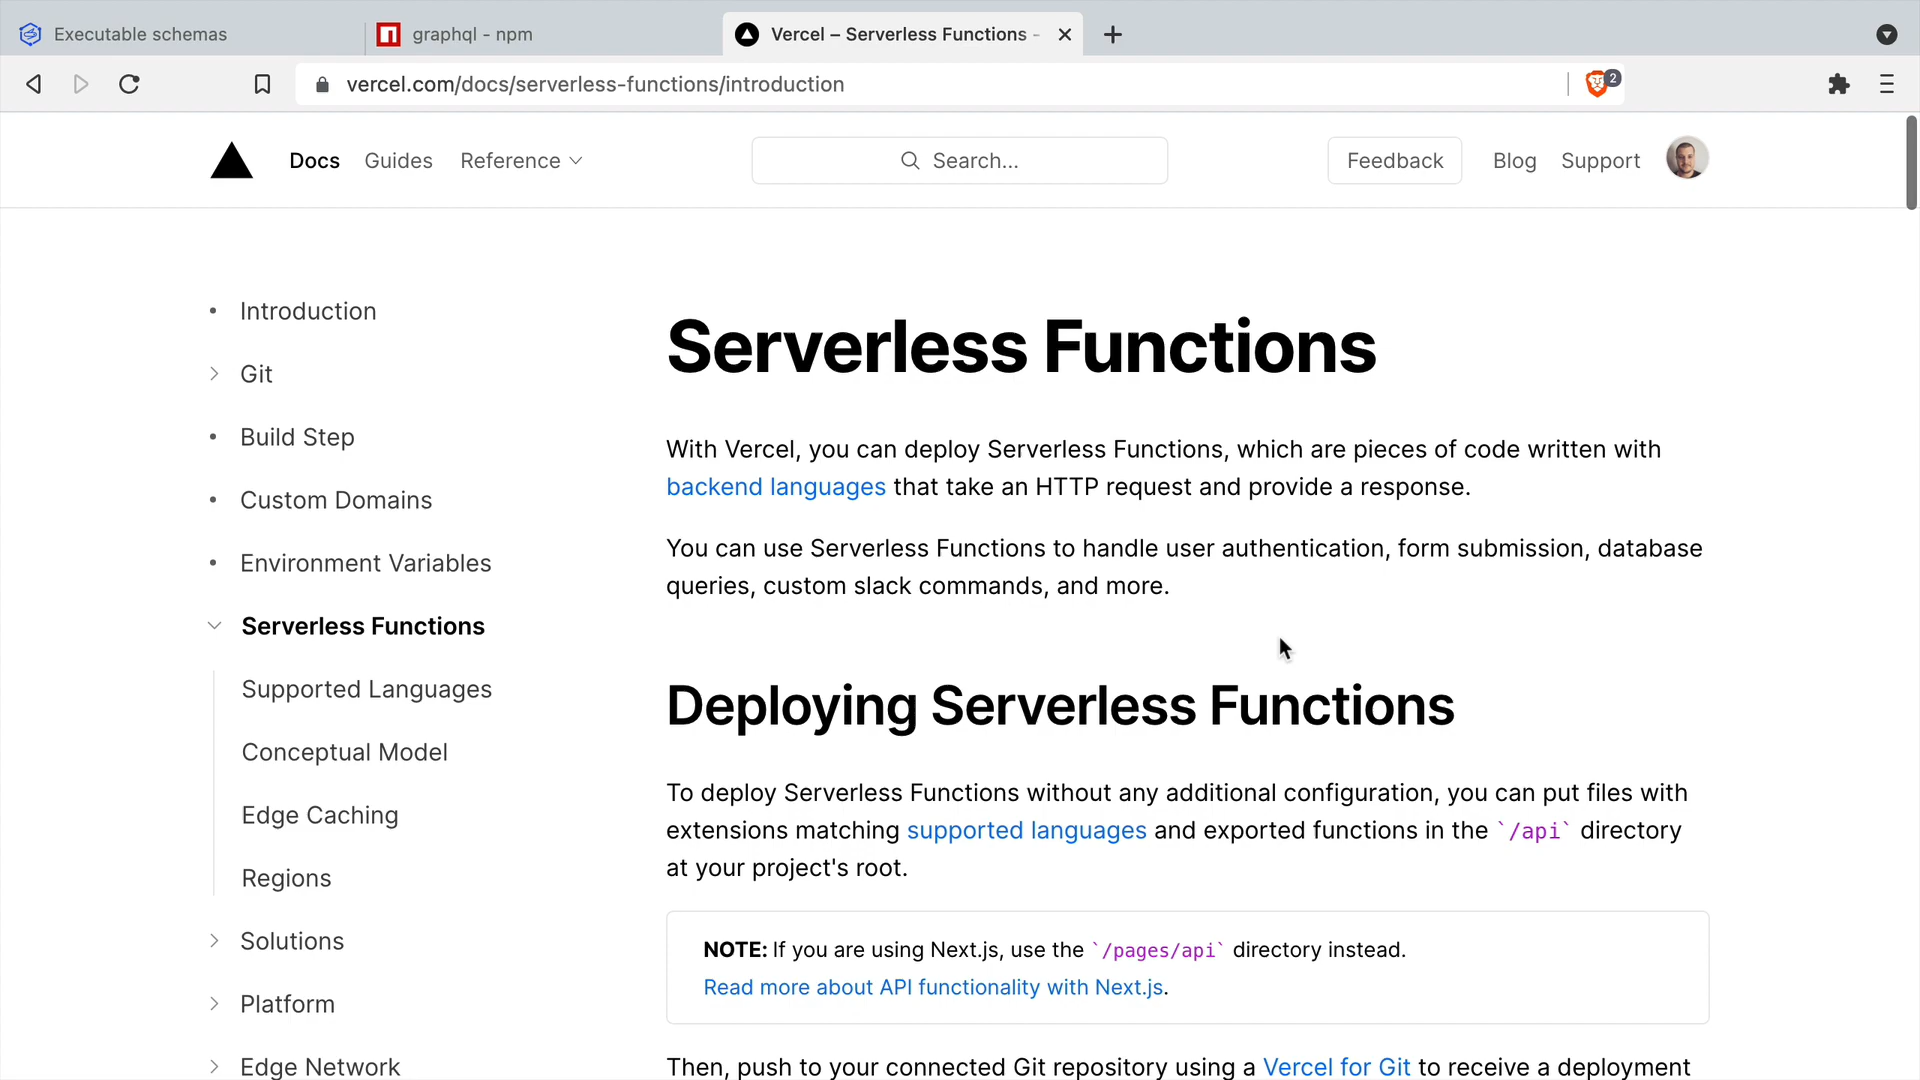 Executable schemas
graphql - npm
Vercel – Serverless Functions -
vercel.com/docs/serverless-functions/introduction
2
Docs
Guides
Reference
Search...
Feedback
Blog
Support
Introduction
Git
Build Step
Custom Domains
Environment Variables
Serverless Functions
Supported Languages
Conceptual Model
Edge Caching
Regions
Solutions
Platform
Edge Network
Serverless Functions
With Vercel, you can deploy Serverless Functions, which are pieces of code written with
backend languages that take an HTTP request and provide a response.
You can use Serverless Functions to handle user authentication, form submission, database
queries, custom slack commands, and more.
Deploying Serverless Functions
To deploy Serverless Functions without any additional configuration, you can put files with
extensions matching supported languages and exported functions in the `/api` directory
at your project's root.
NOTE: If you are using Next.js, use the `/pages/api` directory instead.
Read more about API functionality with Next.js.
Then, push to your connected Git repository using a Vercel for Git to receive a deployment